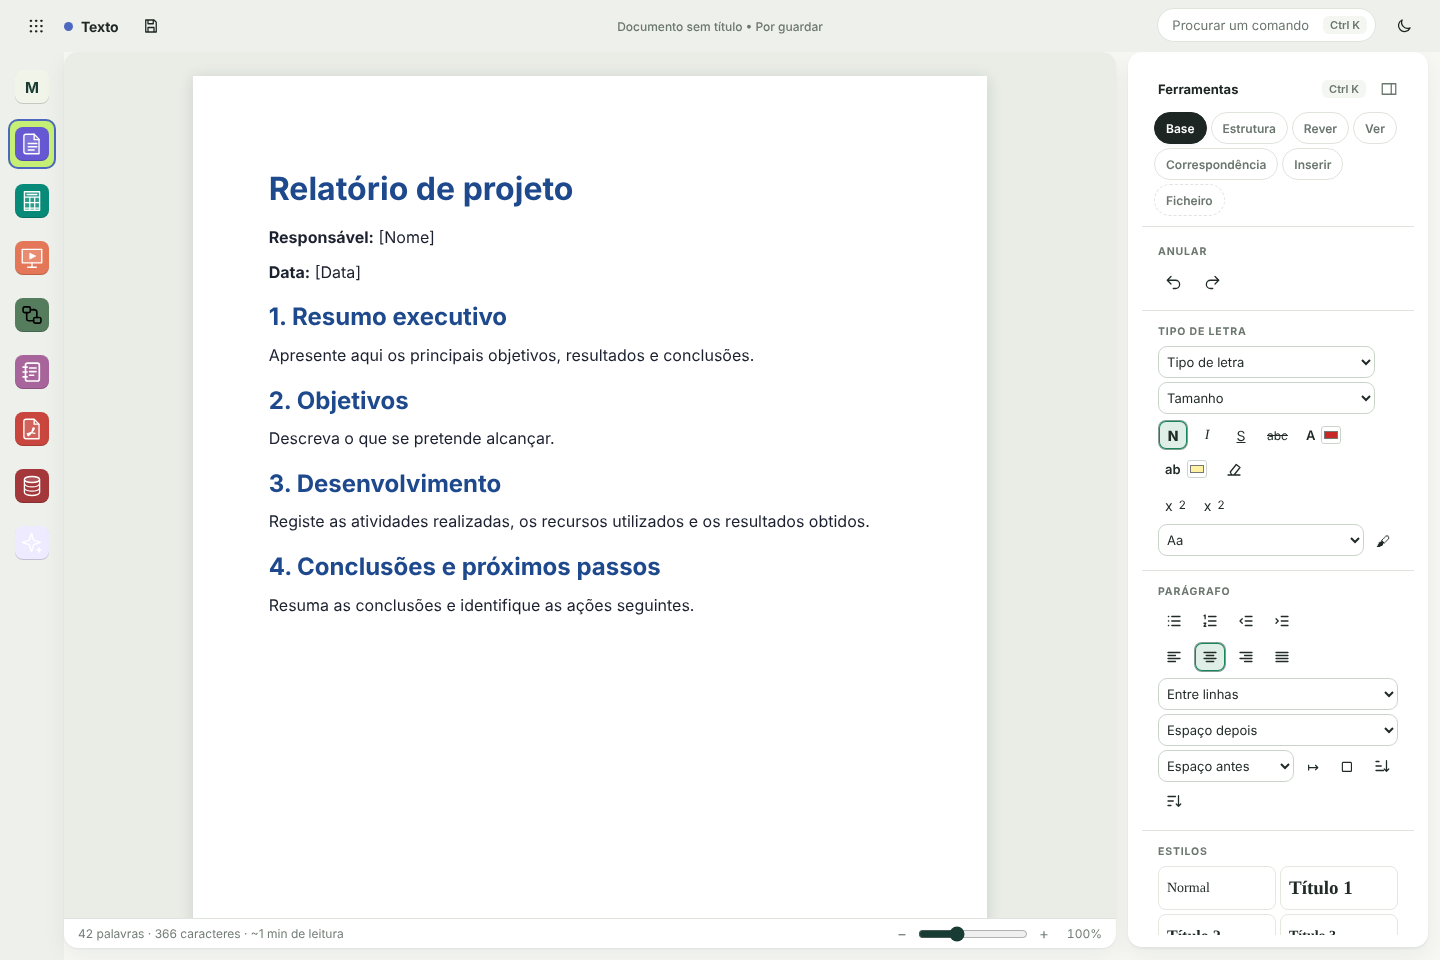 Texto
Documento sem título • Por guardar
Procurar um comando Ctrl K
M
Relatório de projeto
Responsável: [Nome]
Data: [Data]
1. Resumo executivo
Apresente aqui os principais objetivos, resultados e conclusões.
2. Objetivos
Descreva o que se pretende alcançar.
3. Desenvolvimento
Registe as atividades realizadas, os recursos utilizados e os resultados obtidos.
4. Conclusões e próximos passos
Resuma as conclusões e identifique as ações seguintes.
42 palavras · 366 caracteres · ~1 min de leitura
− + 100%
Ferramentas Ctrl K
Base Estrutura Rever Ver
Correspondência Inserir
Ficheiro
ANULAR
TIPO DE LETRA
Tipo de letra
Tamanho
N I S abc A
ab
x 2 x 2
Aa
PARÁGRAFO
Entre linhas
Espaço depois
Espaço antes
ESTILOS
Normal Título 1
Título 2 Título 3